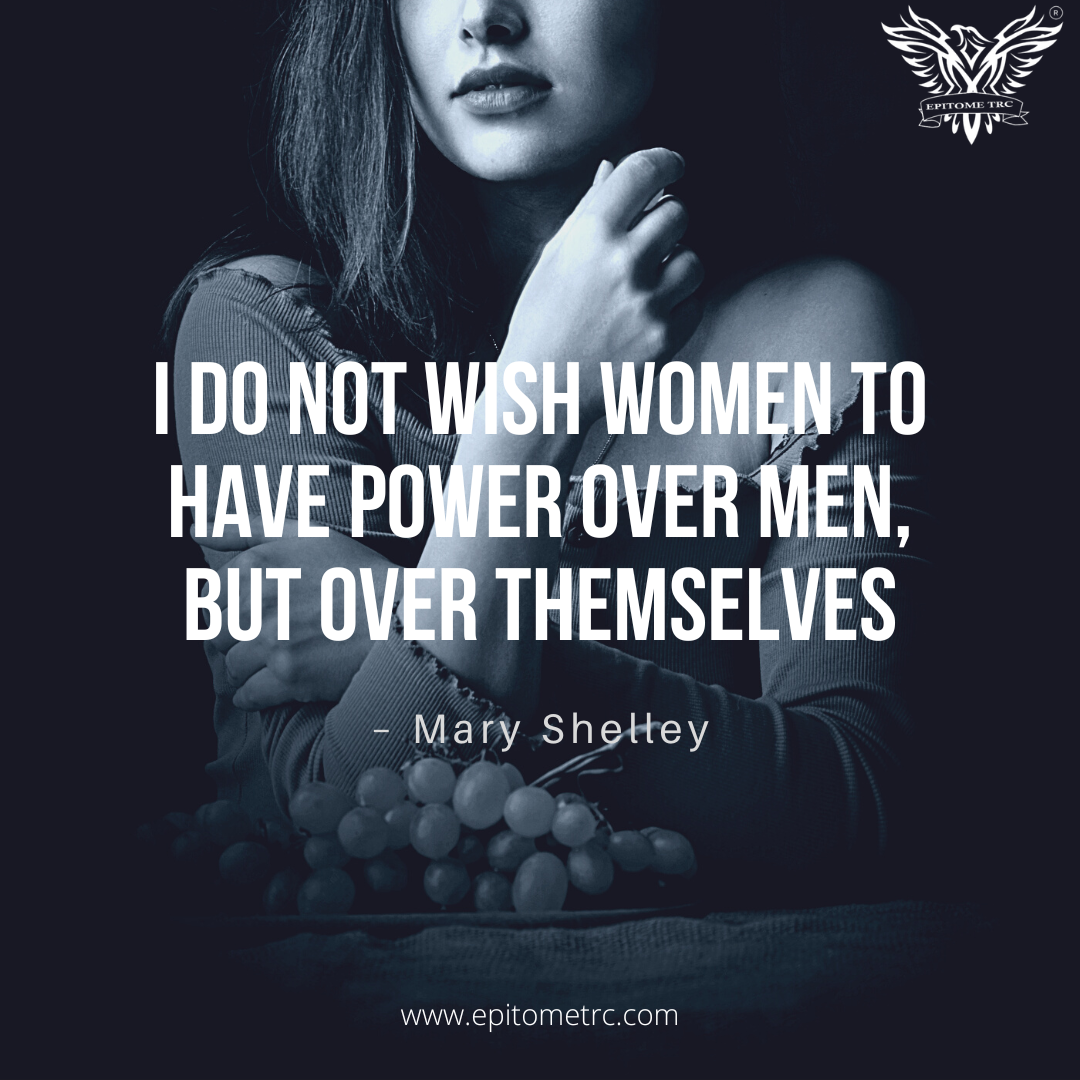 ®
EPITOME TRC
I DO NOT WISH WOMEN TO
HAVE POWER OVER MEN,
BUT OVER THEMSELVES
– Mary Shelley
www.epitometrc.com